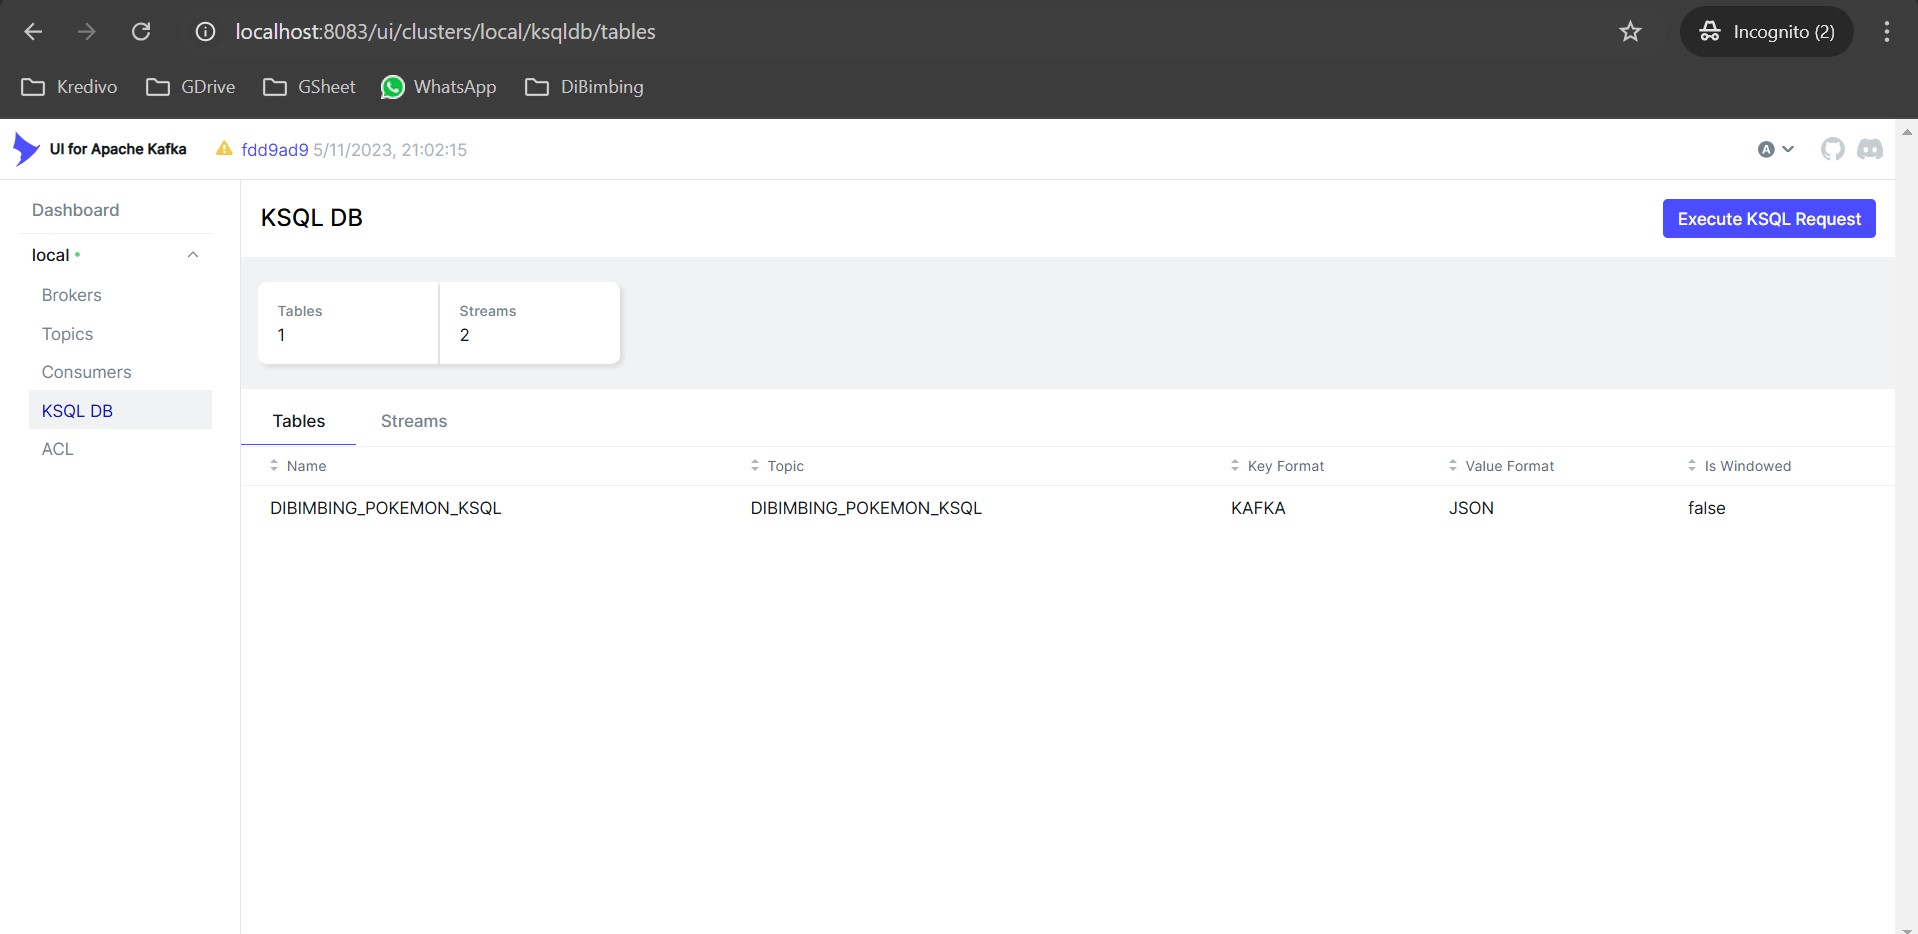 localhost:8083/ui/clusters/local/ksqldb/tables
Incognito (2)
Kredivo GDrive GSheet WhatsApp DiBimbing
UI for Apache Kafka fdd9ad9 5/11/2023, 21:02:15
A
Dashboard
local
Brokers
Topics
Consumers
KSQL DB
ACL
KSQL DB
Execute KSQL Request
Tables Streams
1 2
Tables Streams
Name Topic Key Format Value Format Is Windowed
DIBIMBING_POKEMON_KSQL DIBIMBING_POKEMON_KSQL KAFKA JSON false